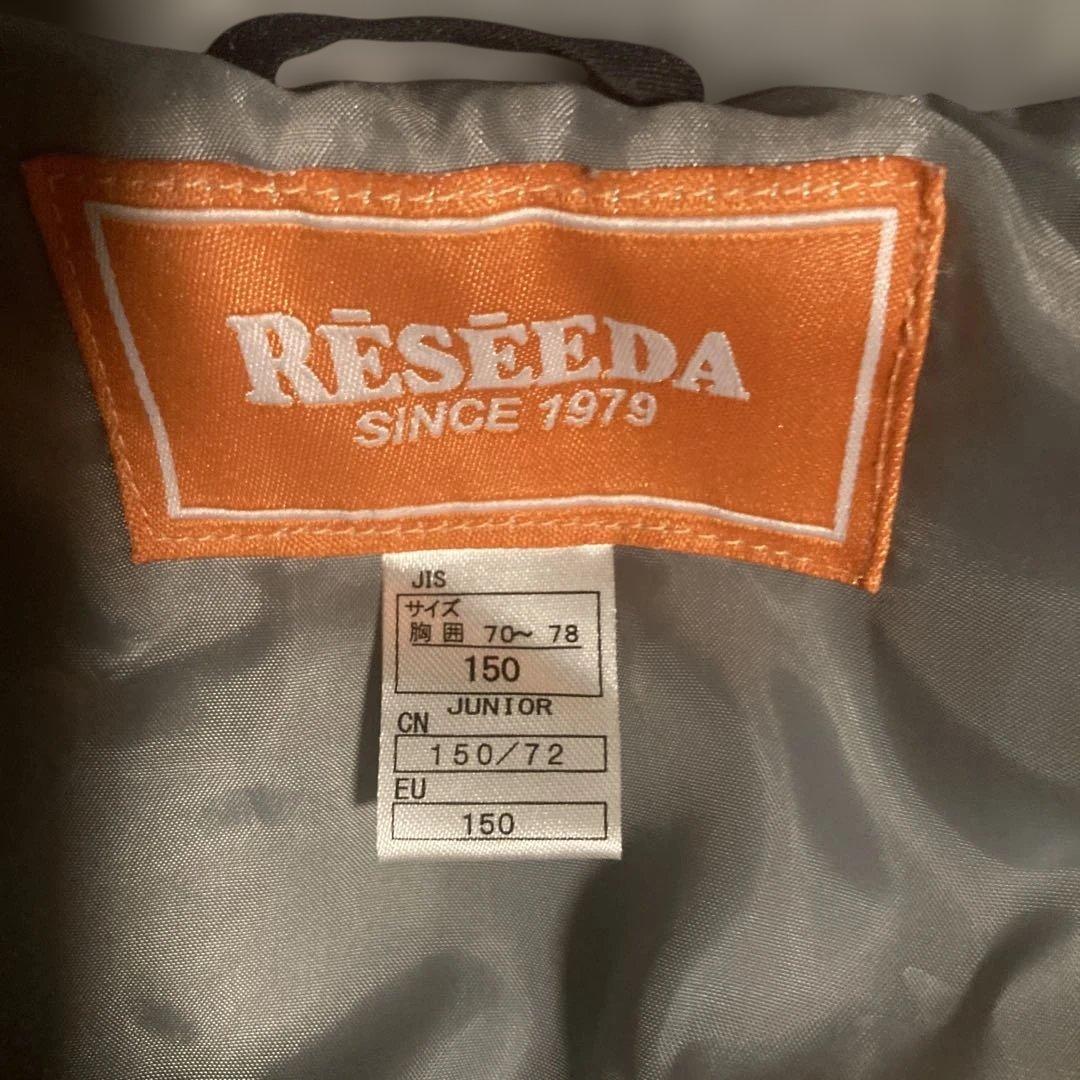 RĒSĒEDA
SINCE 1979
JIS
サイズ
胸囲 70〜 78
150
JUNIOR
CN
150/72
EU
150